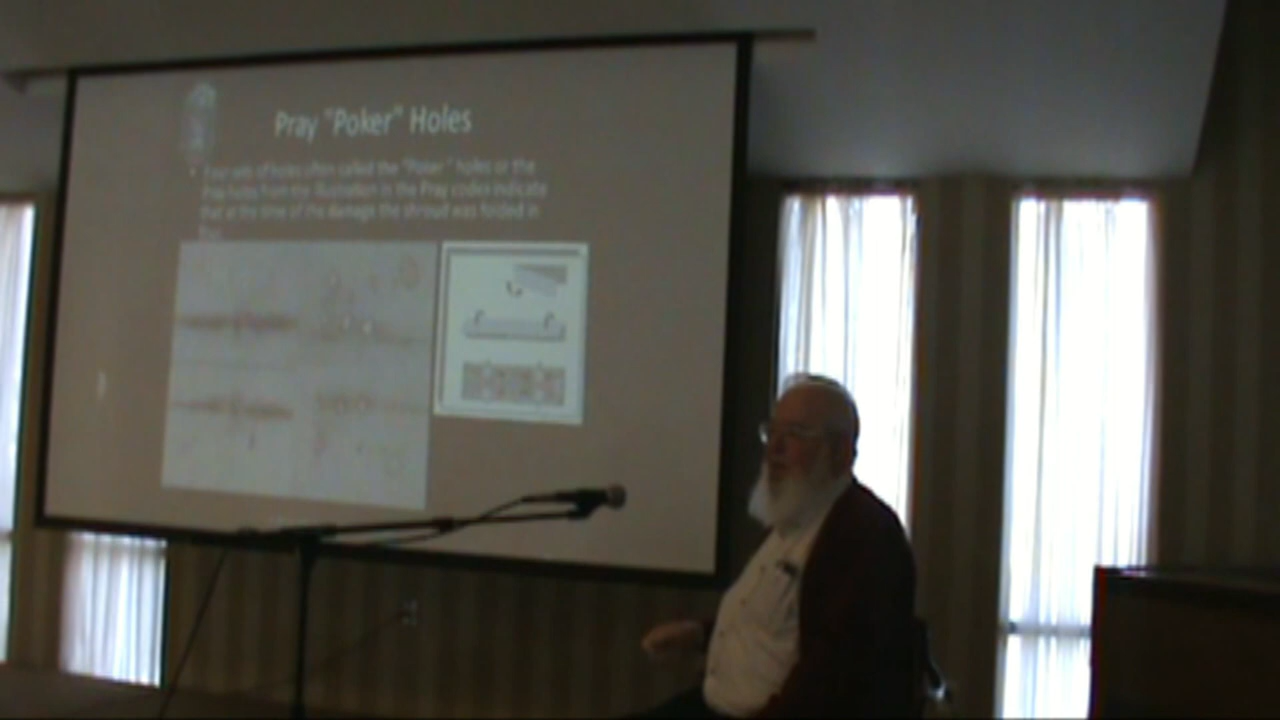 Pray "Poker" Holes
Four sets of holes often called the "Poker" holes or the
Pray holes from the illustration in the Pray codex indicate
that at the time of the damage the shroud was folded in